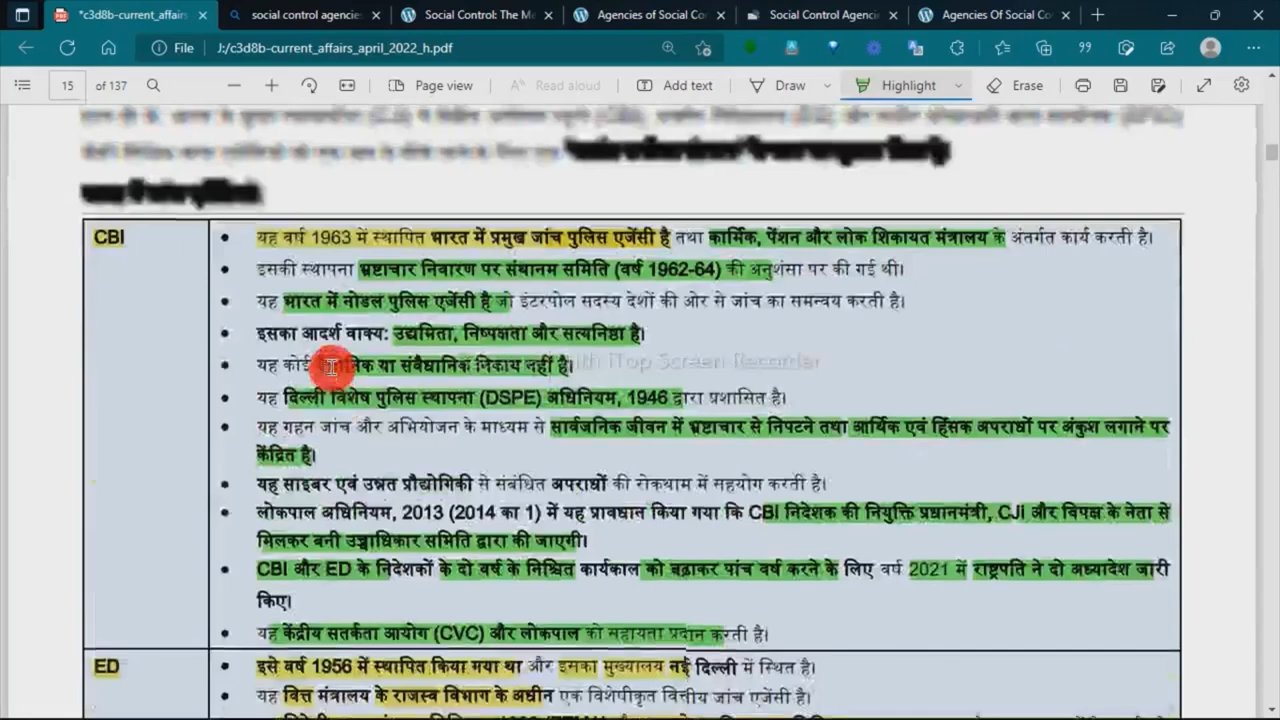 *c3d8b-current_affairs
social control agencie
Social Control: The Me
Agencies of Social Co
Social Control Agenci
Agencies Of Social Co
File J:/c3d8b-current_affairs_april_2022_h.pdf
15 of 137 Page view Read aloud Add text Draw Highlight Erase
CBI
यह वर्ष 1963 में स्थापित भारत में प्रमुख जांच पुलिस एजेंसी है तथा कार्मिक, पेंशन और लोक शिकायत मंत्रालय के अंतर्गत कार्य करती है।
इसकी स्थापना भ्रष्टाचार निवारण पर संथानम समिति (वर्ष 1962-64) की अनुशंसा पर की गई थी।
यह भारत में नोडल पुलिस एजेंसी है जो इंटरपोल सदस्य देशों की ओर से जांच का समन्वय करती है।
इसका आदर्श वाक्य: उद्यमिता, निष्पक्षता और सत्यनिष्ठा है।
यह कोई या संवैधानिक निकाय नहीं है।
iTop Screen Recorder
यह दिल्ली विशेष पुलिस स्थापना (DSPE) अधिनियम, 1946 द्वारा प्रशासित है।
यह गहन जांच और अभियोजन के माध्यम से सार्वजनिक जीवन में भ्रष्टाचार से निपटने तथा आर्थिक एवं हिंसक अपराधों पर अंकुश लगाने पर
केंद्रित है।
यह साइबर एवं उन्नत प्रौद्योगिकी से संबंधित अपराधों की रोकथाम में सहयोग करती है।
लोकपाल अधिनियम, 2013 (2014 का 1) में यह प्रावधान किया गया कि CBI निदेशक की नियुक्ति प्रधानमंत्री, CJI और विपक्ष के नेता से
मिलकर बनी उच्चाधिकार समिति द्वारा की जाएगी।
CBI और ED के निदेशकों के दो वर्ष के निश्चित कार्यकाल को बढ़ाकर पांच वर्ष करने के लिए वर्ष 2021 में राष्ट्रपति ने दो अध्यादेश जारी
किए।
यह केंद्रीय सतर्कता आयोग (CVC) और लोकपाल को सहायता प्रदान करती है।
ED
इसे वर्ष 1956 में स्थापित किया गया था और इसका मुख्यालय नई दिल्ली में स्थित है।
यह वित्त मंत्रालय के राजस्व विभाग के अधीन एक विशेषीकृत वित्तीय जांच एजेंसी है।